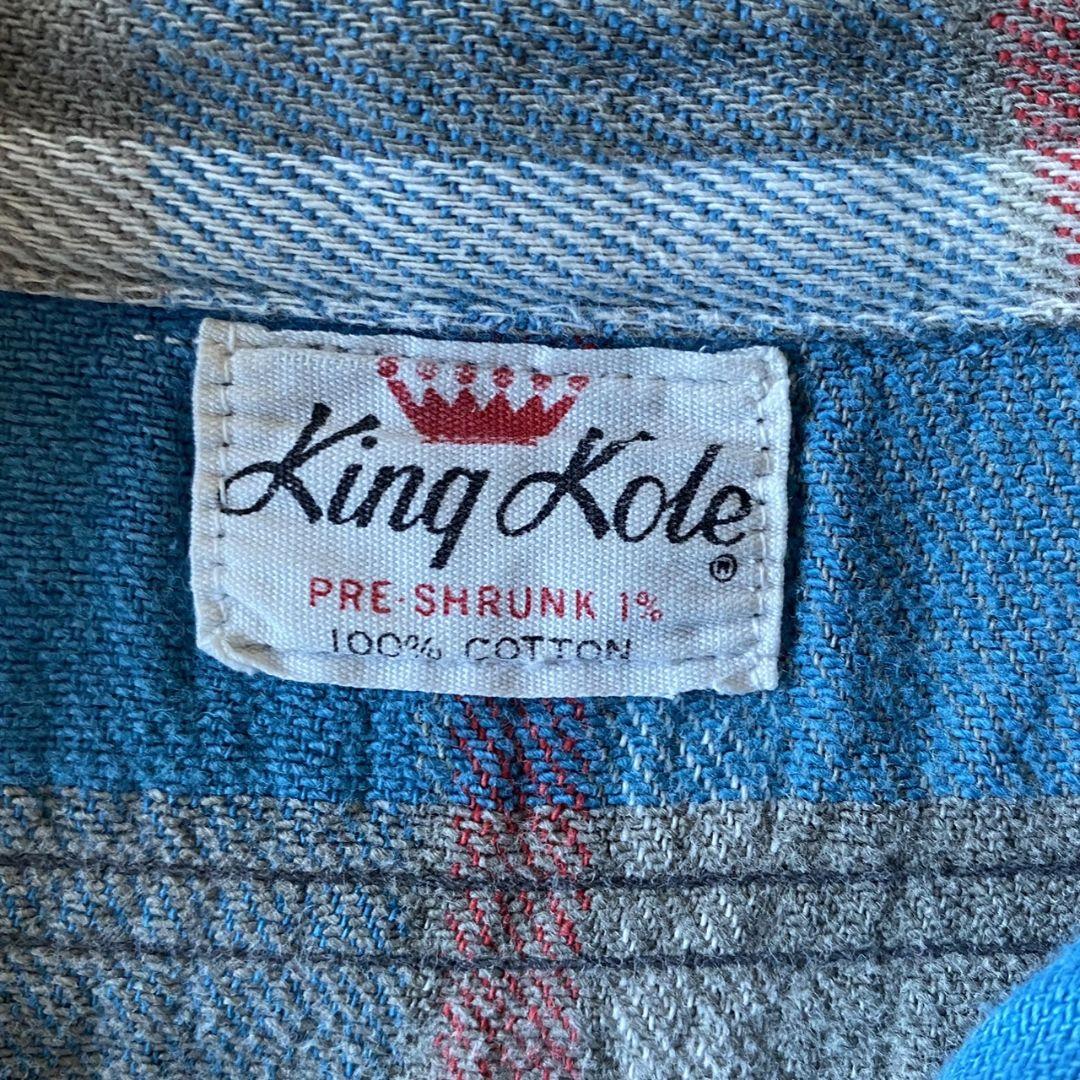 King Kole
®
PRE-SHRUNK 1%
100% COTTON